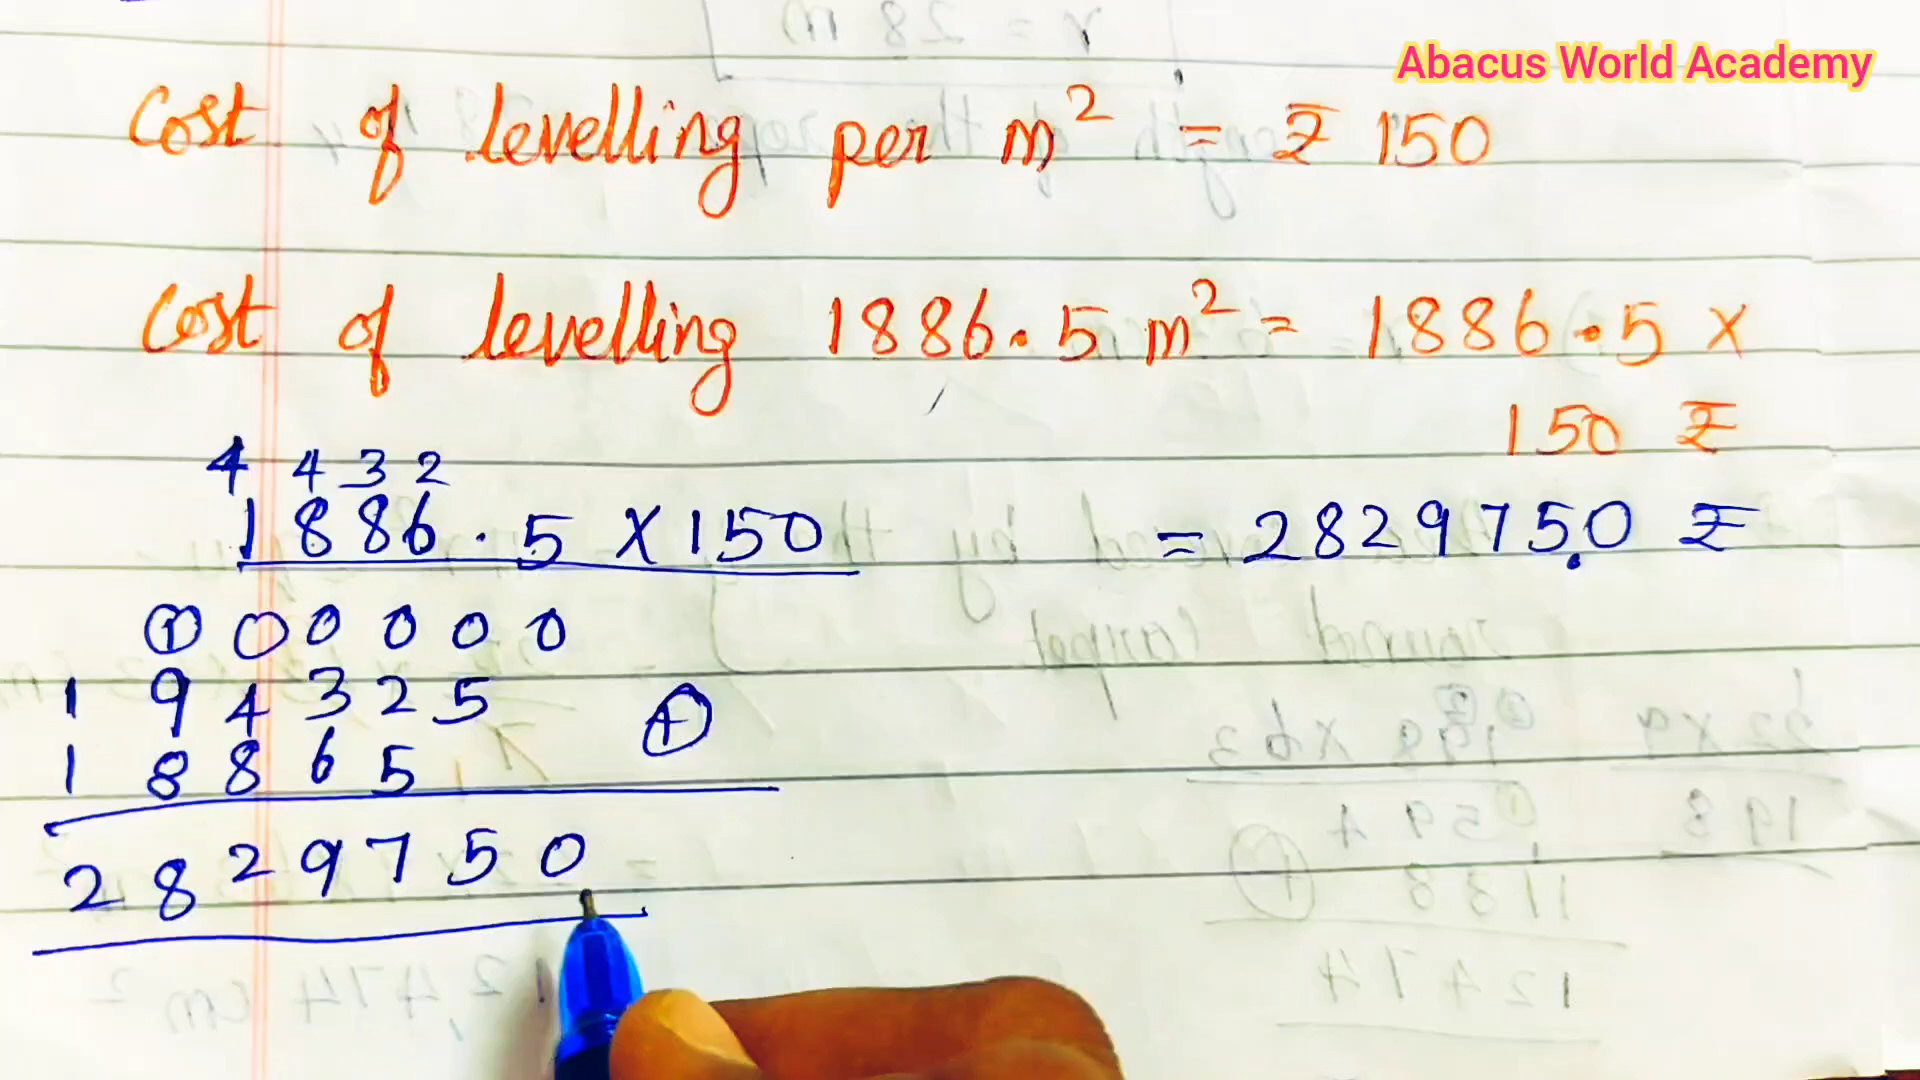 Abacus World Academy
Cost of levelling per m² = ₹ 150
Cost of levelling 1886.5 m² = 1886.5 ×
150 ₹
4 4 3 2
1886.5 × 150
= 282975.0 ₹
① 0 0 0 0 0
1 9 4 3 2 5
1 8 8 6 5
+
2 8 2 9 7 5 0